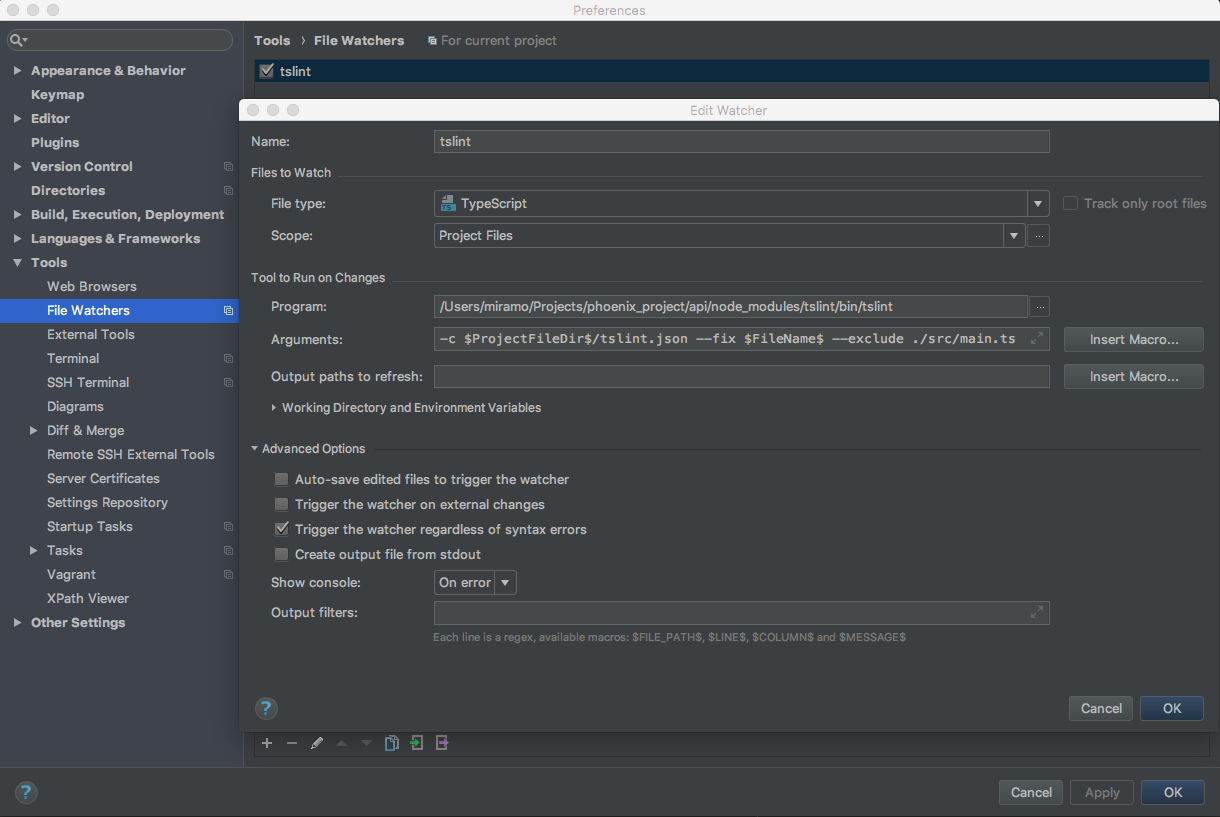 Preferences
Tools › File Watchers For current project
tslint
Appearance & Behavior
Keymap
Editor
Plugins
Version Control
Directories
Build, Execution, Deployment
Languages & Frameworks
Tools
Web Browsers
File Watchers
External Tools
Terminal
SSH Terminal
Diagrams
Diff & Merge
Remote SSH External Tools
Server Certificates
Settings Repository
Startup Tasks
Tasks
Vagrant
XPath Viewer
Other Settings
Edit Watcher
Name: tslint
Files to Watch
File type: TS TypeScript Track only root files
Scope: Project Files ...
Tool to Run on Changes
Program: /Users/miramo/Projects/phoenix_project/api/node_modules/tslint/bin/tslint ...
Arguments: -c $ProjectFileDir$/tslint.json --fix $FileName$ --exclude ./src/main.ts Insert Macro...
Output paths to refresh: Insert Macro...
Working Directory and Environment Variables
Advanced Options
Auto-save edited files to trigger the watcher
Trigger the watcher on external changes
Trigger the watcher regardless of syntax errors
Create output file from stdout
Show console: On error
Output filters:
Each line is a regex, available macros: $FILE_PATH$, $LINE$, $COLUMN$ and $MESSAGE$
? Cancel OK
? Cancel Apply OK